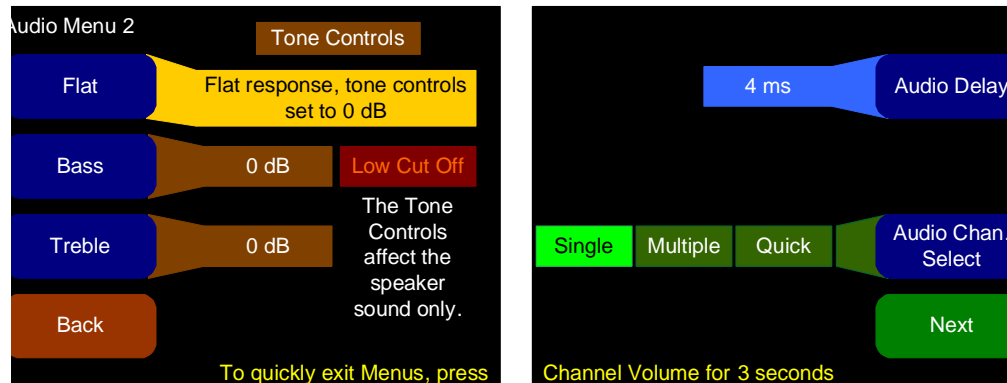 Audio Menu 2
Tone Controls
Flat
Flat response, tone controls
set to 0 dB
Bass
0 dB
Low Cut Off
Treble
0 dB
The Tone
Controls
affect the
speaker
sound only.
Back
To quickly exit Menus, press
4 ms
Audio Delay
Single
Multiple
Quick
Audio Chan.
Select
Next
Channel Volume for 3 seconds